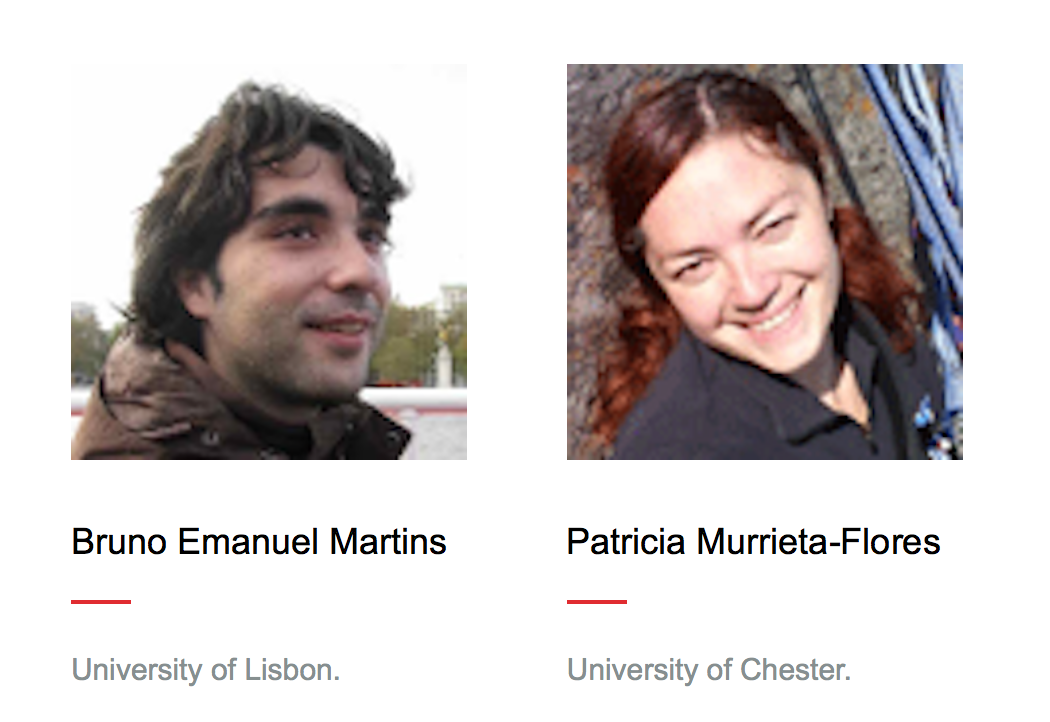 Bruno Emanuel Martins
Patricia Murrieta-Flores
University of Lisbon.
University of Chester.